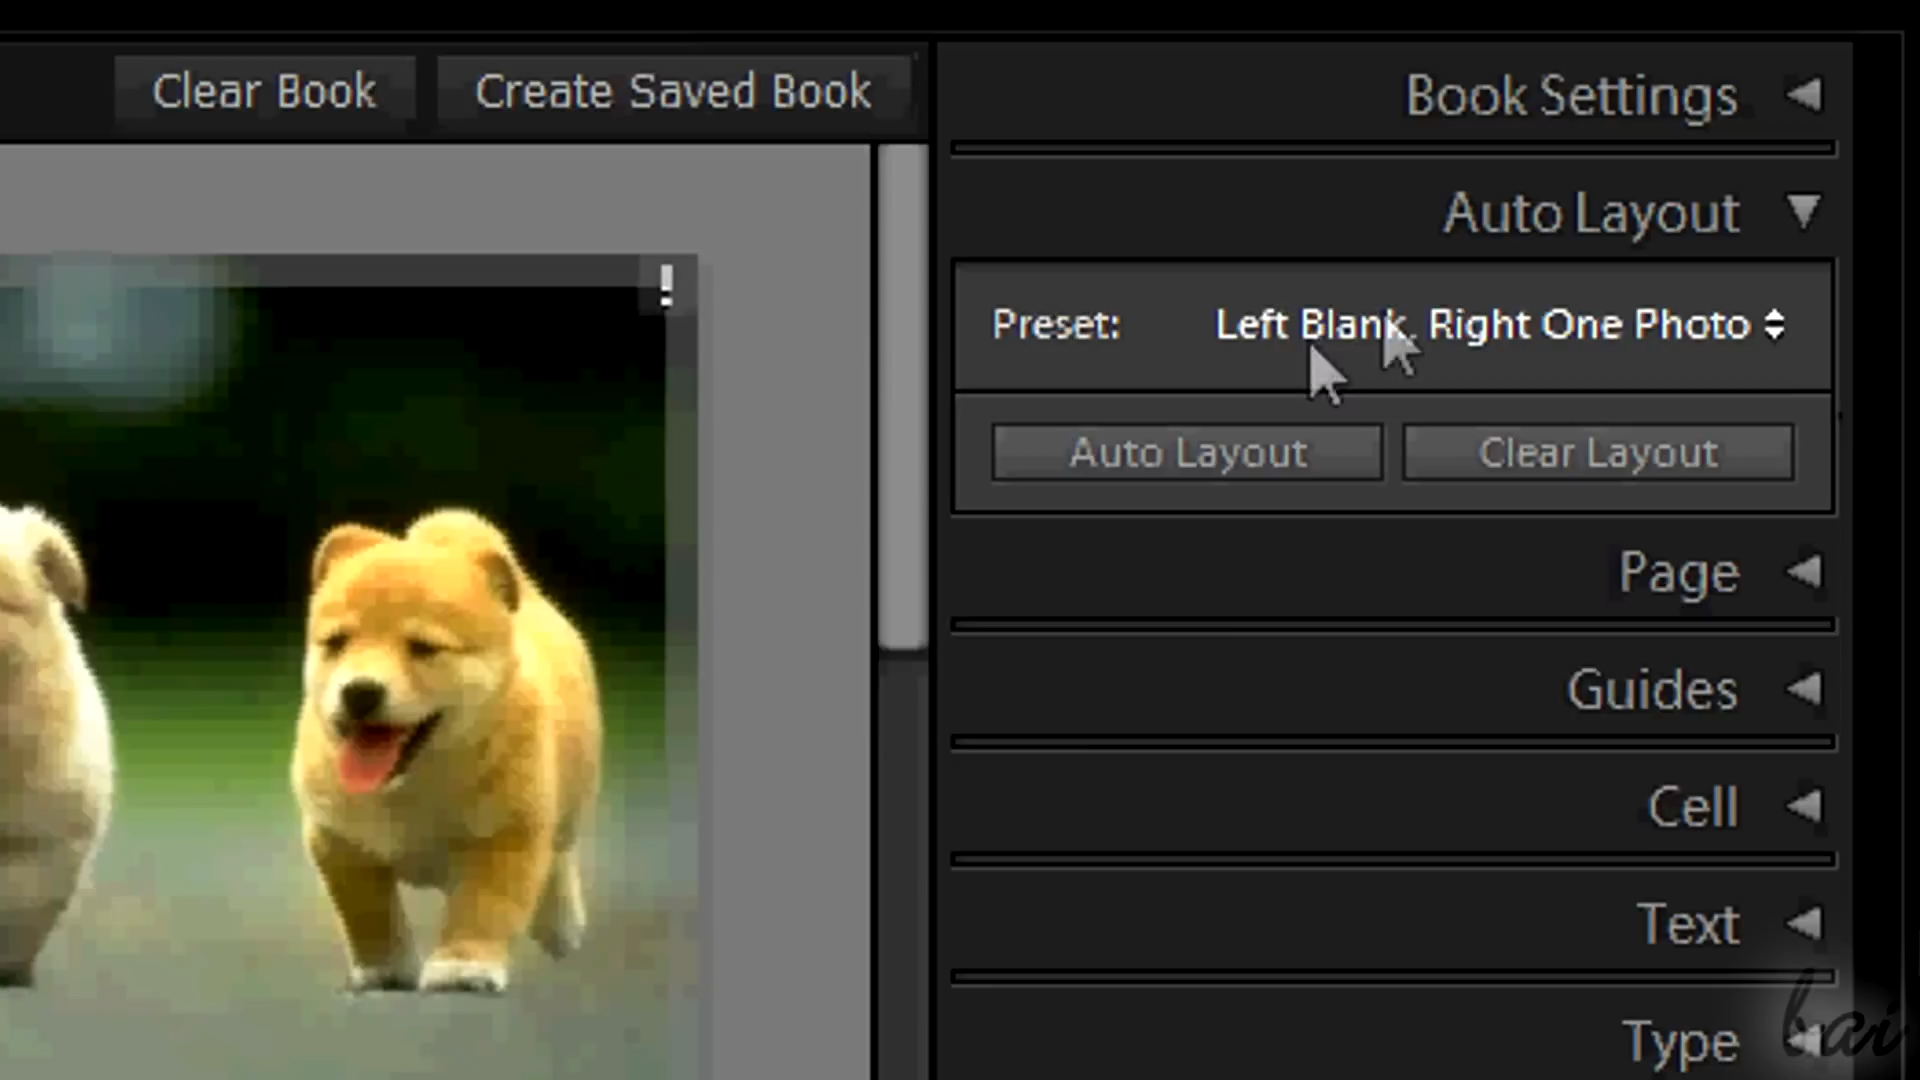 Clear Book
Create Saved Book
Book Settings
Auto Layout
!
Preset:
Left Blank, Right One Photo
Auto Layout
Clear Layout
Page
Guides
Cell
Text
Type
bai